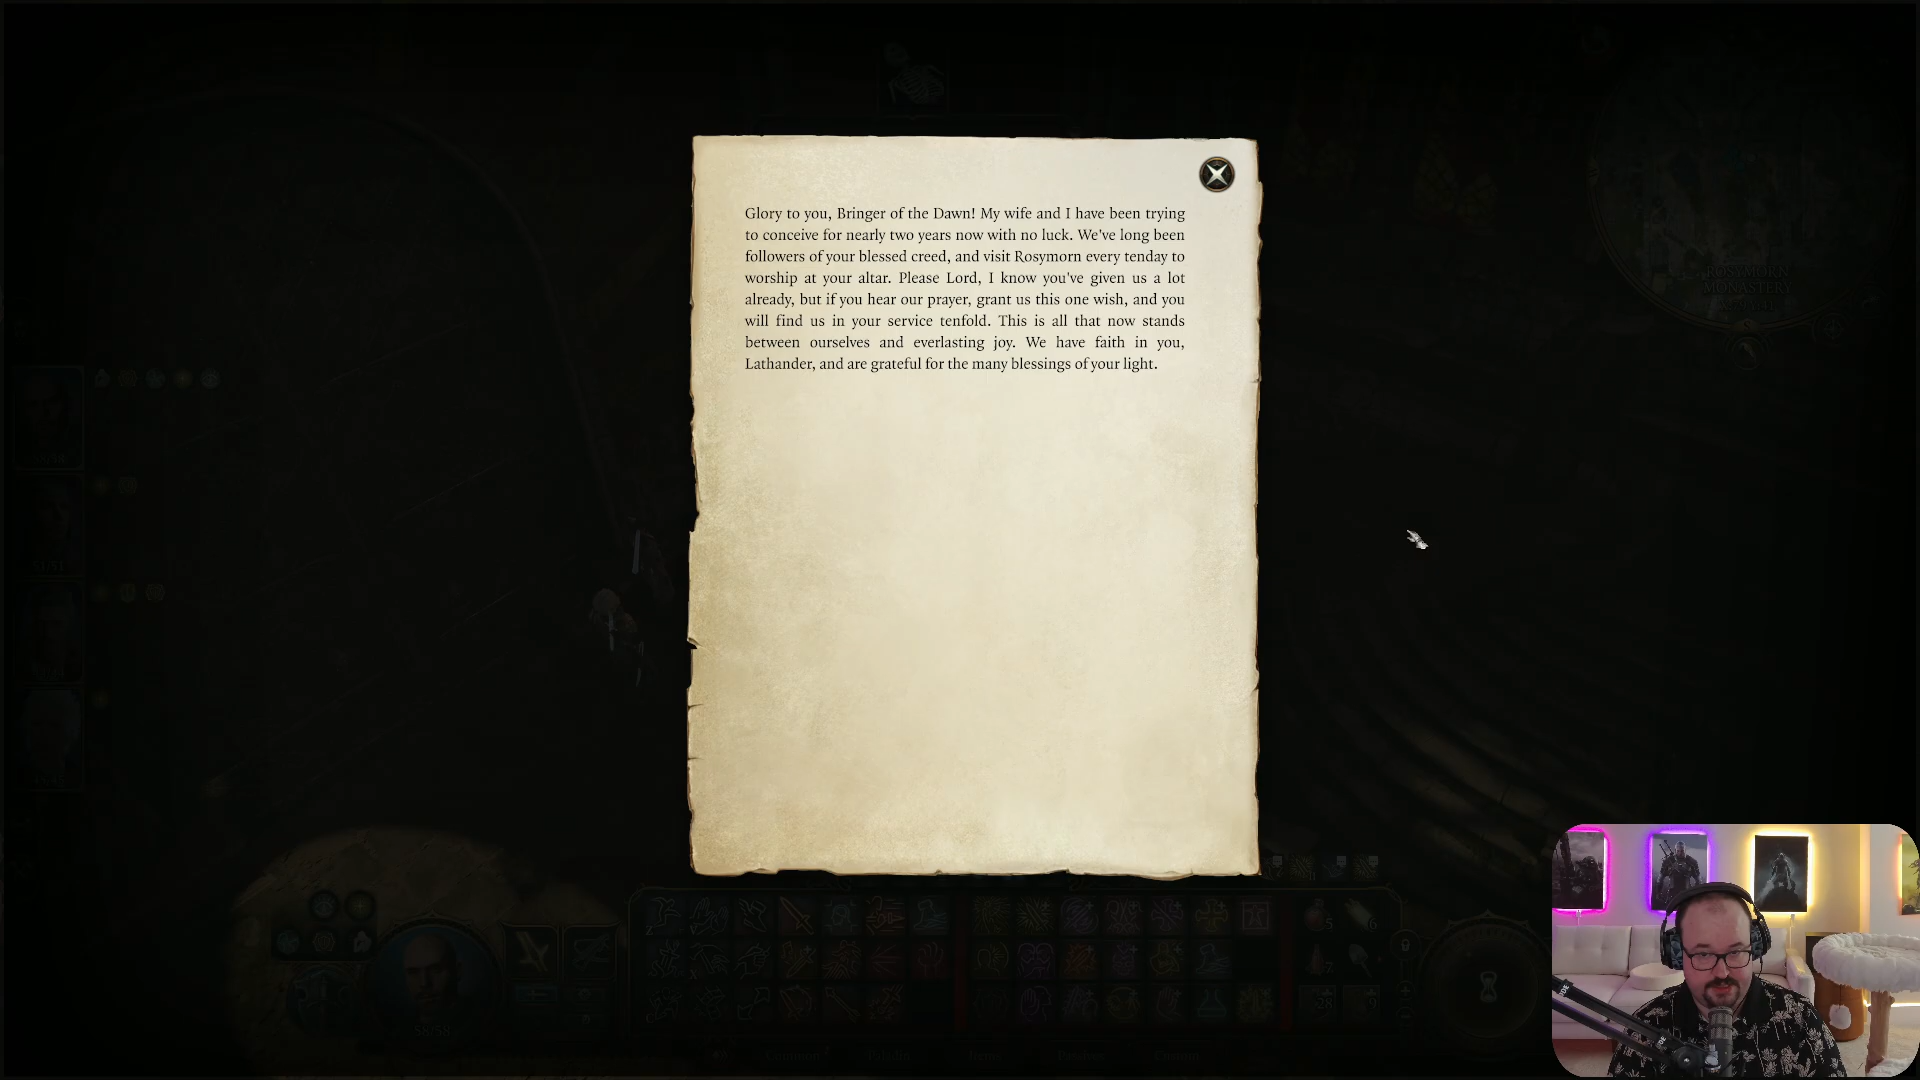 Glory to you, Bringer of the Dawn! My wife and I have been trying
to conceive for nearly two years now with no luck. We've long been
followers of your blessed creed, and visit Rosymorn every tenday to
worship at your altar. Please Lord, I know you've given us a lot
already, but if you hear our prayer, grant us this one wish, and you
will find us in your service tenfold. This is all that now stands
between ourselves and everlasting joy. We have faith in you,
Lathander, and are grateful for the many blessings of your light.
ROSYMORN
MONASTERY
58/58